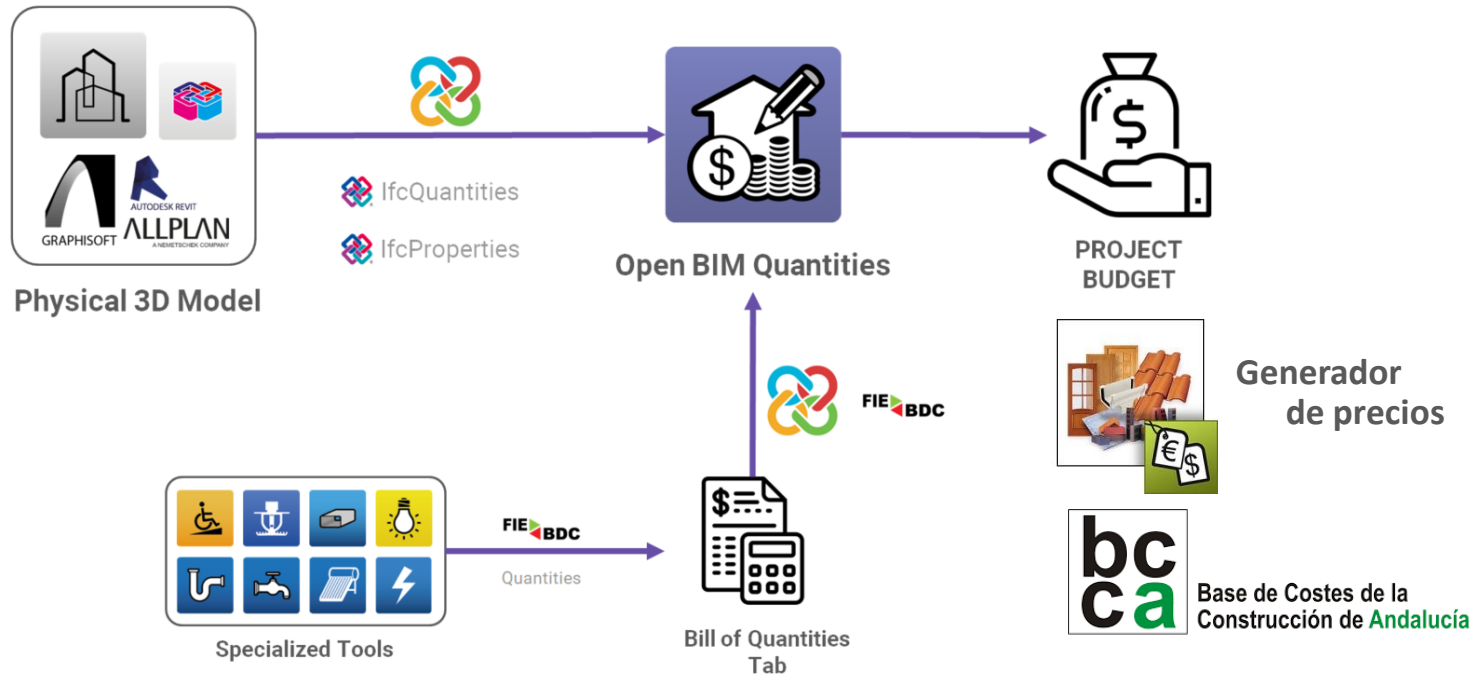 GRAPHISOFT
AUTODESK REVIT
ALLPLAN
A NEMETSCHEK COMPANY
Physical 3D Model
IfcQuantities
IfcProperties
$
Open BIM Quantities
$
PROJECT
BUDGET
Generador
de precios
€ $
bc
ca
Base de Costes de la
Construcción de Andalucía
FIE BDC
FIE BDC
Quantities
Specialized Tools
$
Bill of Quantities
Tab